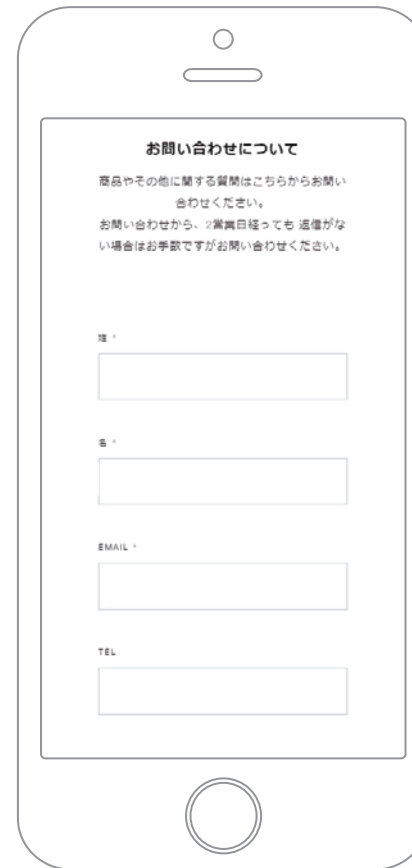 お問い合わせについて
商品やその他に関する質問はこちらからお問い
合わせください。
お問い合わせから、2営業日経っても 返信がな
い場合はお手数ですがお問い合わせください。
姓 *
名 *
EMAIL *
TEL